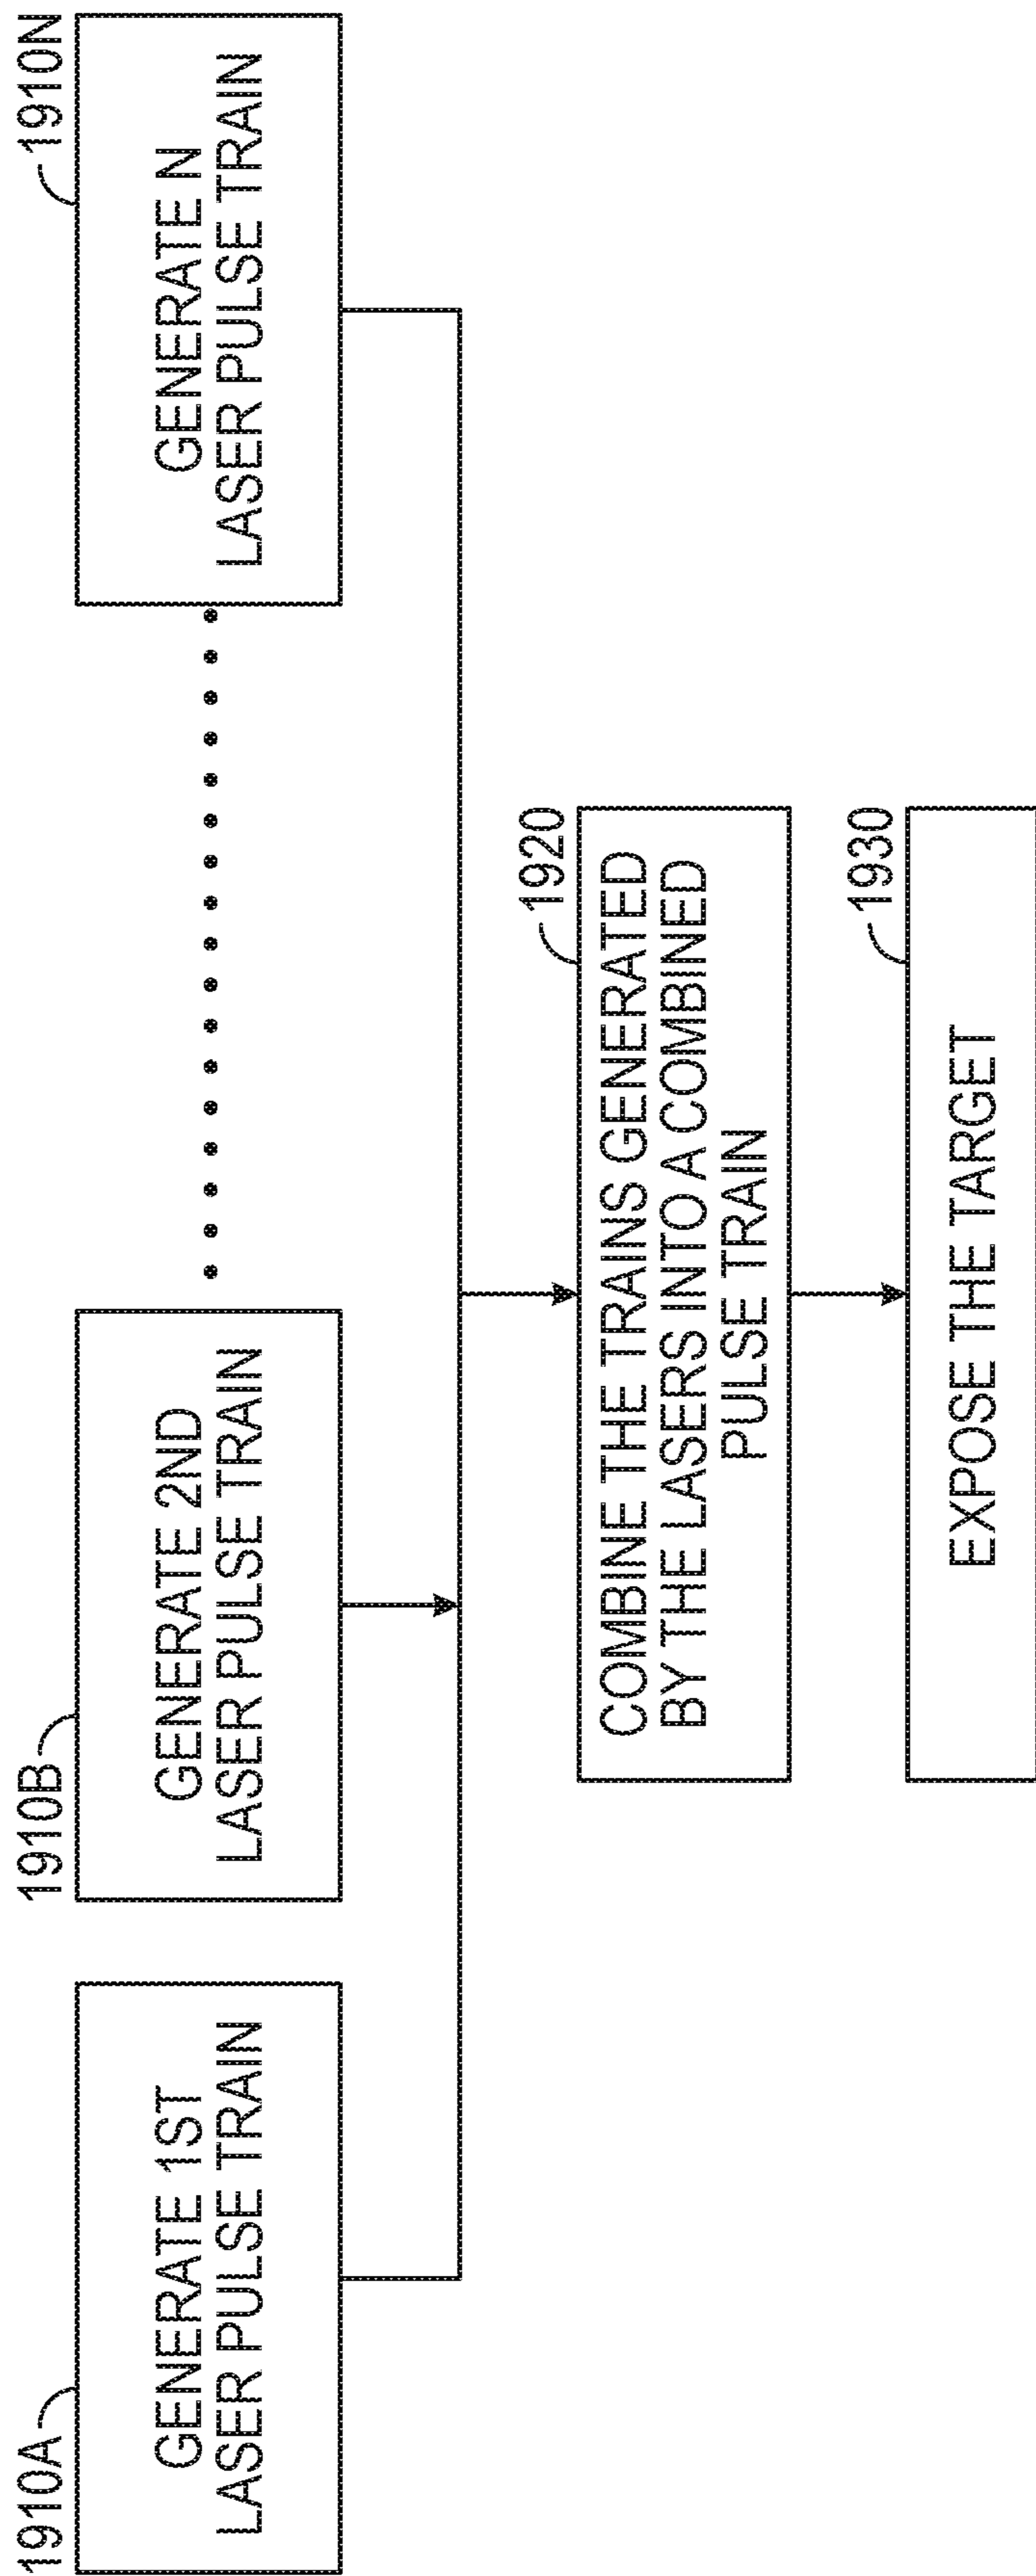 1910A
GENERATE 1ST
LASER PULSE TRAIN
1910B
GENERATE 2ND
LASER PULSE TRAIN
1910N
GENERATE N
LASER PULSE TRAIN
1920
COMBINE THE TRAINS GENERATED
BY THE LASERS INTO A COMBINED
PULSE TRAIN
1930
EXPOSE THE TARGET